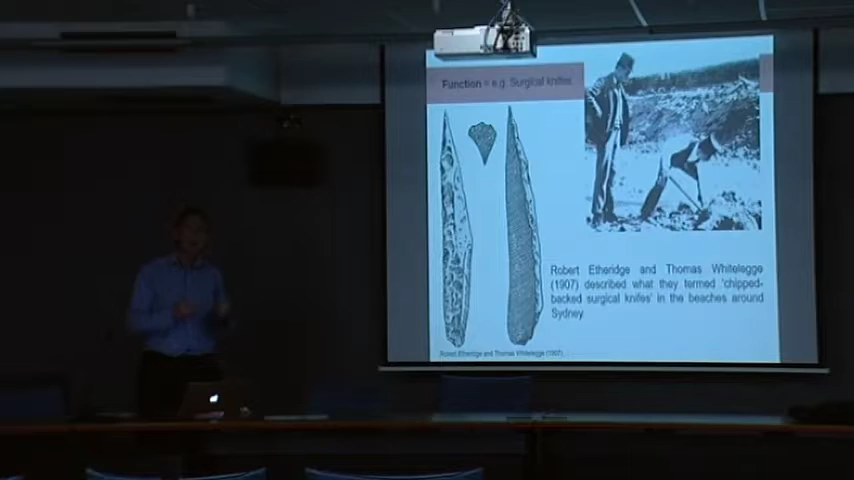 Function = e.g. Surgical knifes
Robert Etheridge and Thomas Whitelegge
(1907) described what they termed ‘chipped-
backed surgical knifes’ in the beaches around
Sydney
Robert Etheridge and Thomas Whitelegge (1907).